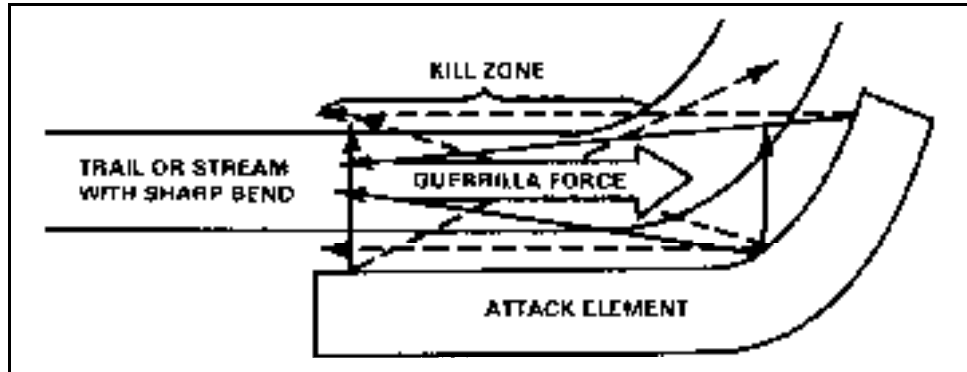 KILL ZONE
TRAIL OR STREAM
WITH SHARP BEND
GUERRILLA FORCE
ATTACK ELEMENT